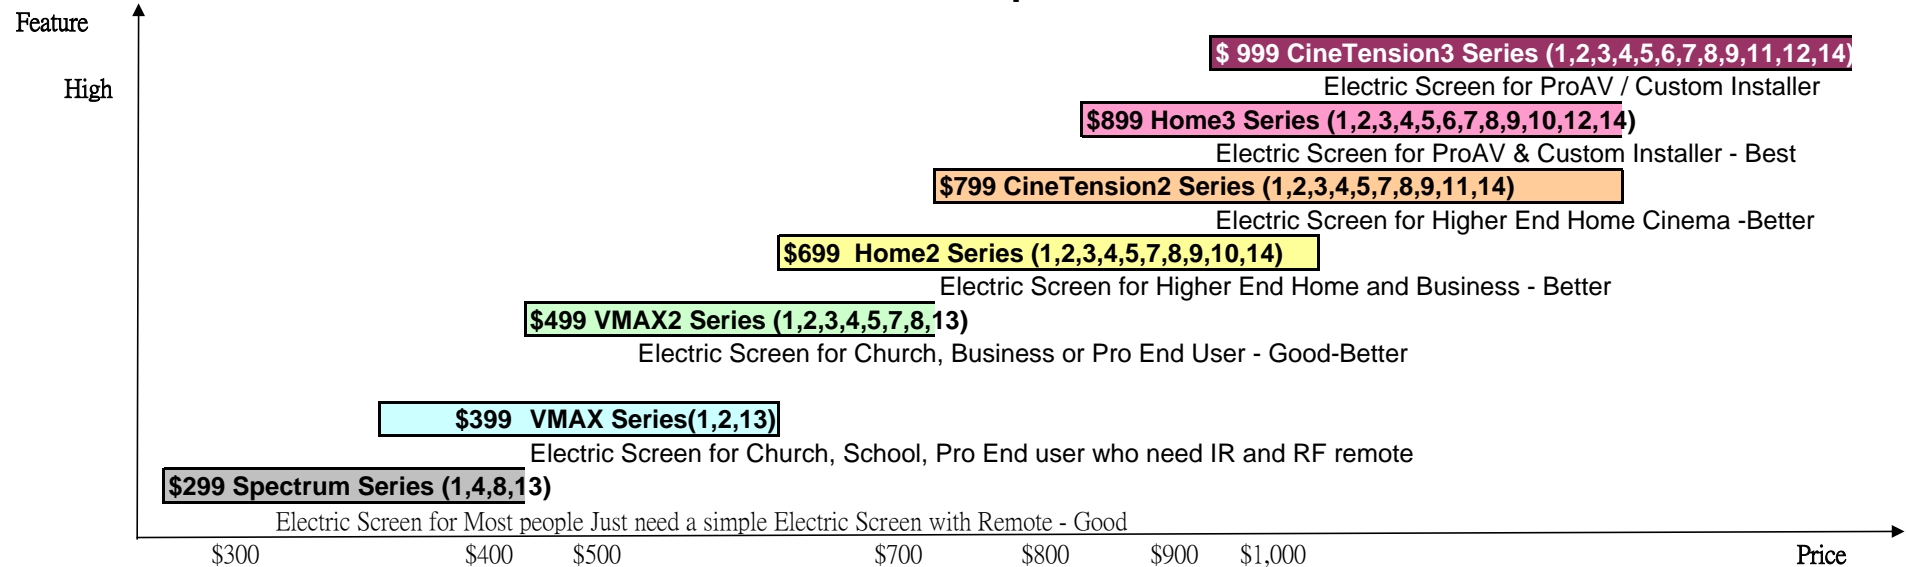 Feature
$ 999 CineTension3 Series (1,2,3,4,5,6,7,8,9,11,12,14)
High
Electric Screen for ProAV / Custom Installer
$899 Home3 Series (1,2,3,4,5,6,7,8,9,10,12,14)
Electric Screen for ProAV & Custom Installer - Best
$799 CineTension2 Series (1,2,3,4,5,7,8,9,11,14)
Electric Screen for Higher End Home Cinema -Better
$699 Home2 Series (1,2,3,4,5,7,8,9,10,14)
Electric Screen for Higher End Home and Business - Better
$499 VMAX2 Series (1,2,3,4,5,7,8,13)
Electric Screen for Church, Business or Pro End User - Good-Better
$399 VMAX Series(1,2,13)
Electric Screen for Church, School, Pro End user who need IR and RF remote
$299 Spectrum Series (1,4,8,13)
Electric Screen for Most people Just need a simple Electric Screen with Remote - Good
$300 $400 $500 $700 $800 $900 $1,000 Price